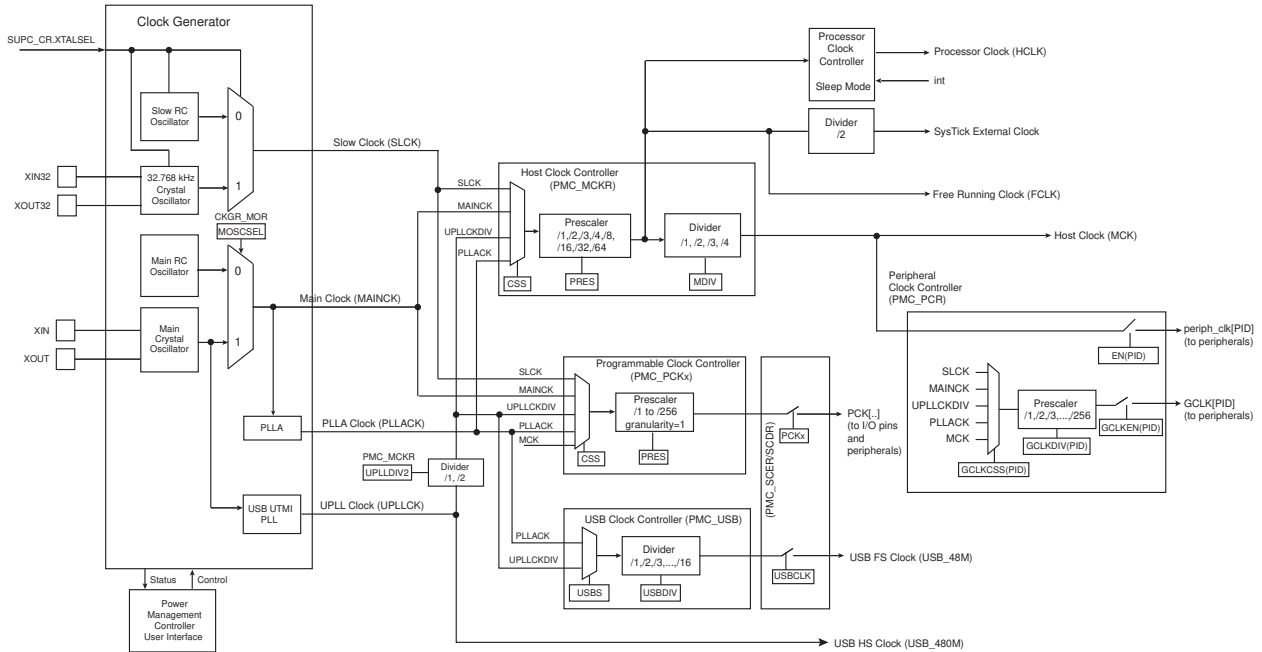 Clock Generator
SUPC_CR.XTALSEL
Slow RC
Oscillator
0
XIN32
XOUT32
32.768 kHz
Crystal
Oscillator
1
Slow Clock (SLCK)
CKGR_MOR
MOSCSEL
Main RC
Oscillator
0
XIN
XOUT
Main
Crystal
Oscillator
1
Main Clock (MAINCK)
PLLA
PLLA Clock (PLLACK)
PMC_MCKR
UPLLDIV2
Divider
/1, /2
USB UTMI
PLL
UPLL Clock (UPLLCK)
Status
Control
Power
Management
Controller
User Interface
Processor
Clock
Controller
Sleep Mode
Processor Clock (HCLK)
int
Divider
/2
SysTick External Clock
Free Running Clock (FCLK)
Host Clock Controller
(PMC_MCKR)
SLCK
MAINCK
UPLLCKDIV
PLLACK
CSS
Prescaler
/1,/2,/3,/4,/8,
/16,/32,/64
PRES
Divider
/1, /2, /3, /4
MDIV
Host Clock (MCK)
Peripheral
Clock Controller
(PMC_PCR)
EN(PID)
periph_clk[PID]
(to peripherals)
SLCK
MAINCK
UPLLCKDIV
PLLACK
MCK
GCLKCSS(PID)
Prescaler
/1,/2,/3,...,/256
GCLKDIV(PID)
GCLKEN(PID)
GCLK[PID]
(to peripherals)
Programmable Clock Controller
(PMC_PCKx)
SLCK
MAINCK
UPLLCKDIV
PLLACK
MCK
CSS
Prescaler
/1 to /256
granularity=1
PRES
(PMC_SCER/SCDR)
PCKx
PCK[..]
(to I/O pins
and
peripherals)
USB Clock Controller (PMC_USB)
PLLACK
UPLLCKDIV
USBS
Divider
/1,/2,/3,...,/16
USBDIV
USBCLK
USB FS Clock (USB_48M)
USB HS Clock (USB_480M)